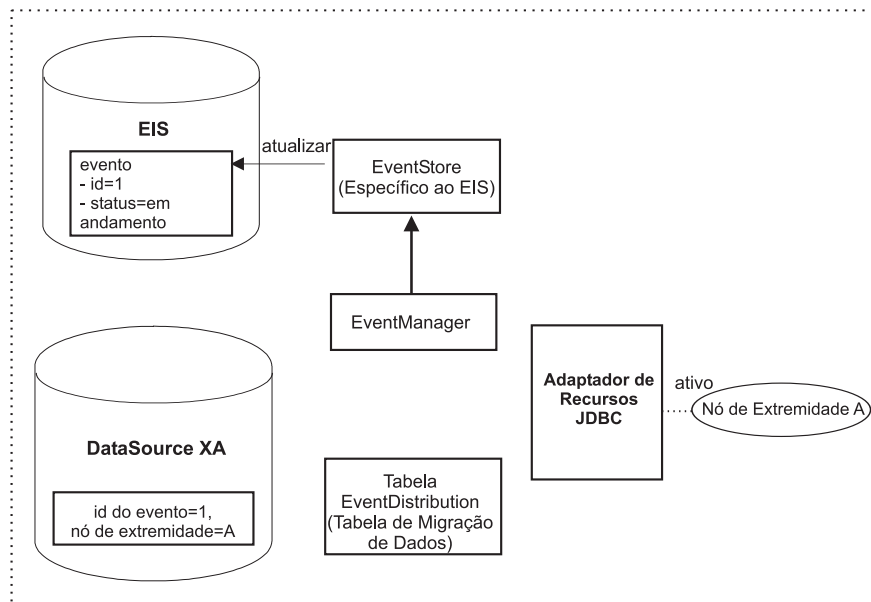 EIS
evento
- id=1
- status=em
andamento
atualizar
EventStore
(Específico ao EIS)
EventManager
Adaptador de
Recursos
JDBC
ativo
Nó de Extremidade A
DataSource XA
id do evento=1,
nó de extremidade=A
Tabela
EventDistribution
(Tabela de Migração
de Dados)